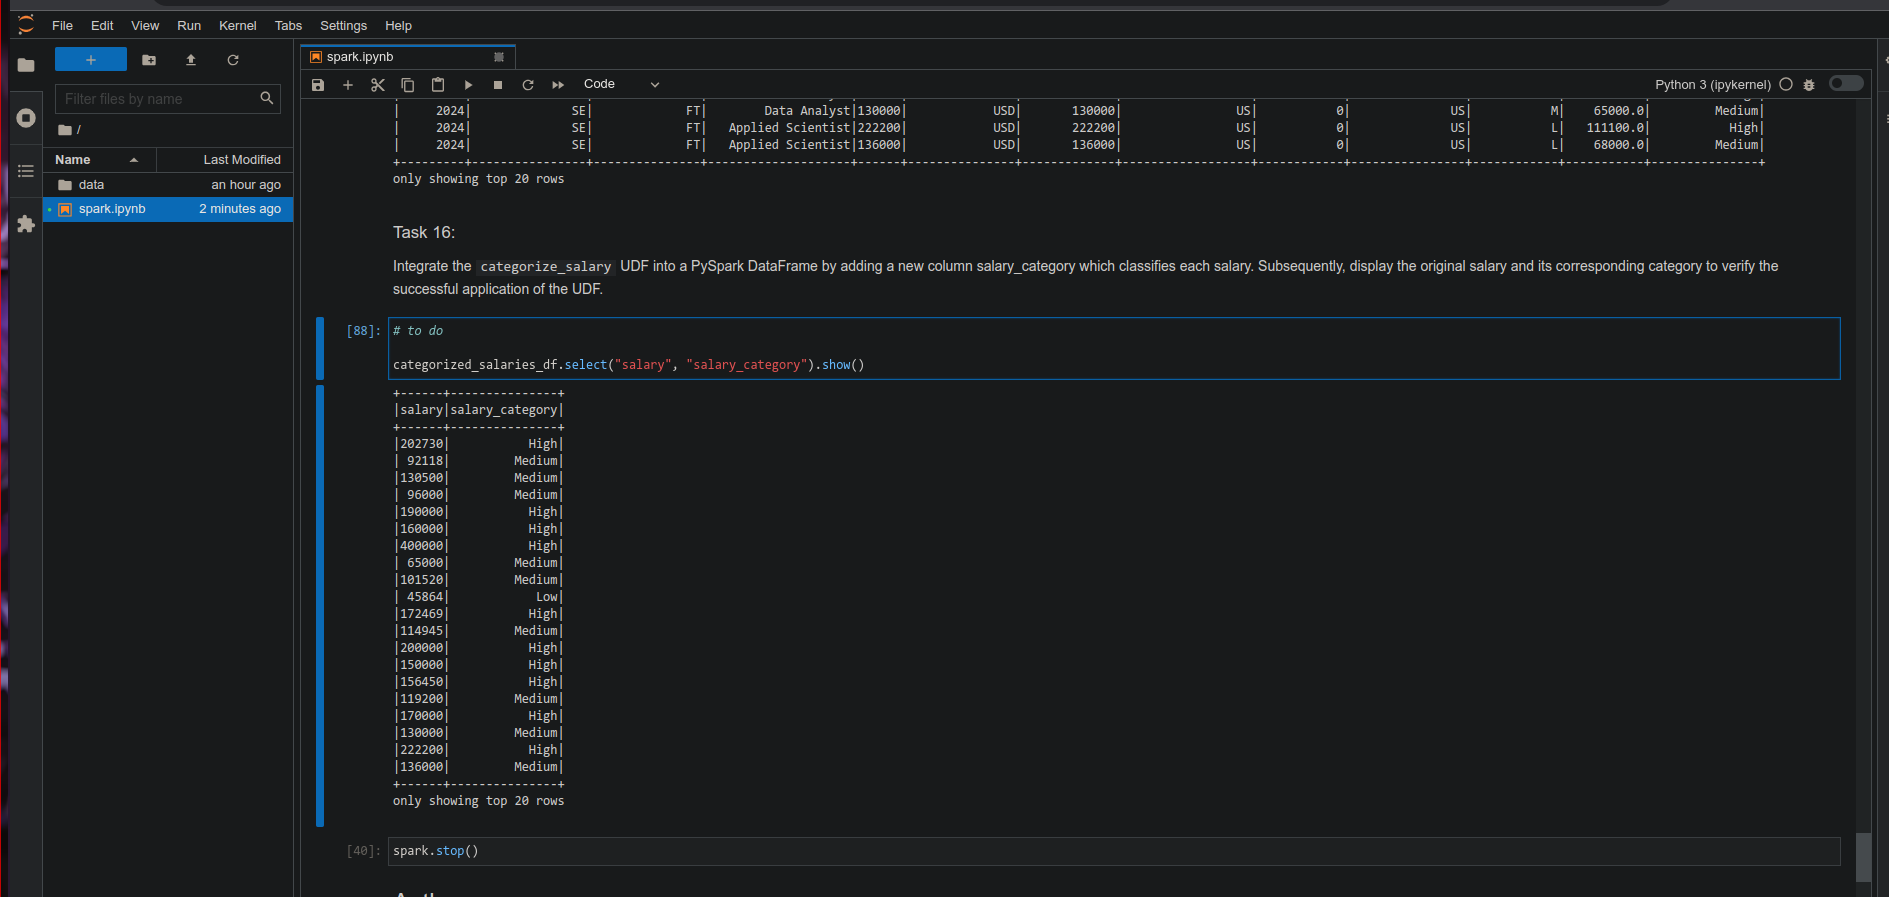 File Edit View Run Kernel Tabs Settings Help
spark.ipynb
Filter files by name
Code
Python 3 (ipykernel)
/
Name Last Modified
data an hour ago
spark.ipynb 2 minutes ago
| 2024| SE| FT| Data Analyst|130000| USD| 130000| US| 0| US| M| 65000.0| Medium|
| 2024| SE| FT| Applied Scientist|222200| USD| 222200| US| 0| US| L| 111100.0| High|
| 2024| SE| FT| Applied Scientist|136000| USD| 136000| US| 0| US| L| 68000.0| Medium|
+---------+---------------+---------------+--------------------+------+---------------+-------------+------------------+------------+----------------+------------+-----------+---------------+
only showing top 20 rows
Task 16:
Integrate the categorize_salary UDF into a PySpark DataFrame by adding a new column salary_category which classifies each salary. Subsequently, display the original salary and its corresponding category to verify the
successful application of the UDF.
[88]: # to do
categorized_salaries_df.select("salary", "salary_category").show()
+------+---------------+
|salary|salary_category|
+------+---------------+
|202730| High|
| 92118| Medium|
|130500| Medium|
| 96000| Medium|
|190000| High|
|160000| High|
|400000| High|
| 65000| Medium|
|101520| Medium|
| 45864| Low|
|172469| High|
|114945| Medium|
|200000| High|
|150000| High|
|156450| High|
|119200| Medium|
|170000| High|
|130000| Medium|
|222200| High|
|136000| Medium|
+------+---------------+
only showing top 20 rows
[40]: spark.stop()